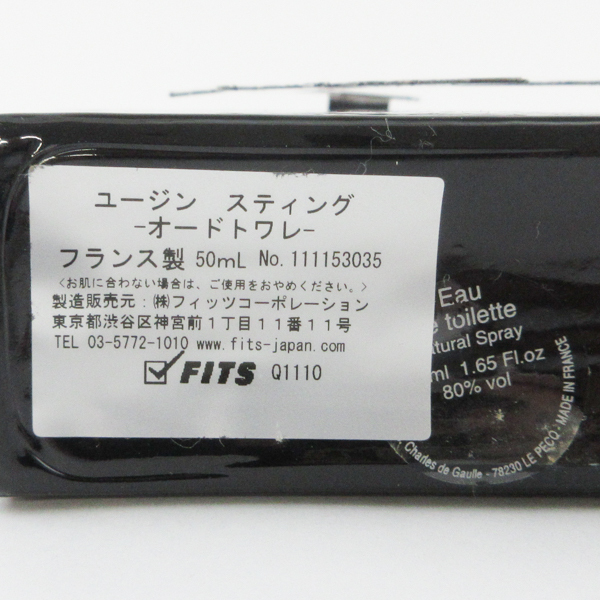 ユージン スティング
-オードトワレ-
フランス製 50mL No. 111153035
<お肌に合わない場合は、ご使用をおやめください。>
製造販売元：㈱フィッツコーポレーション
東京都渋谷区神宮前1丁目11番11号
TEL 03-5772-1010 www.fits-japan.com
FITS Q1110
Eau
toilette
Spray
1.65 Fl.oz
80% vol
Charles de Gaulle - 78230 LE PECQ - MADE IN FRANCE